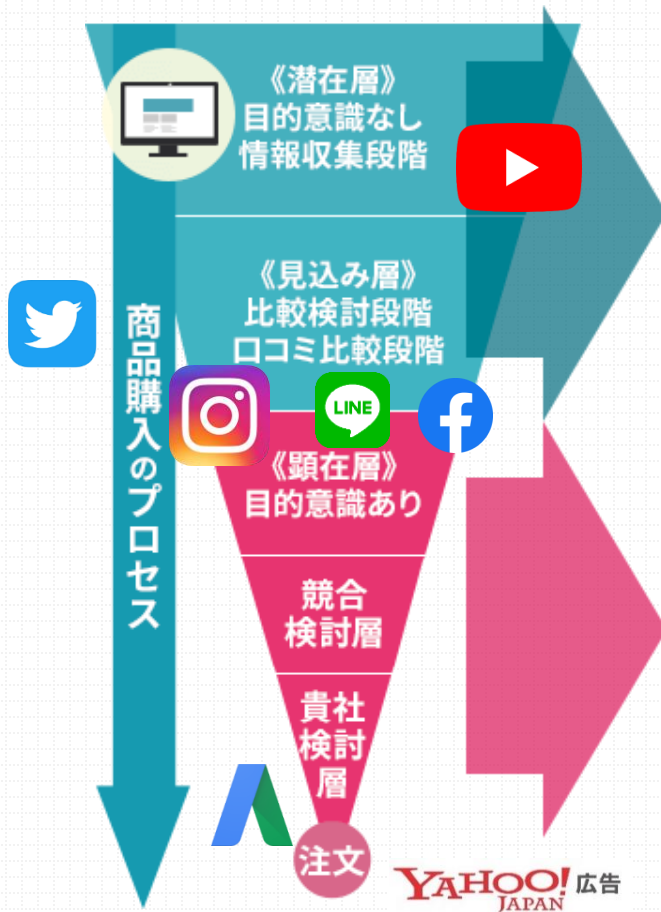 《潜在層》
目的意識なし
情報収集段階
《見込み層》
比較検討段階
口コミ比較段階
商品購入のプロセス
LINE
《顕在層》
目的意識あり
競合
検討層
貴社
検討
層
注文
YAHOO! 広告
JAPAN